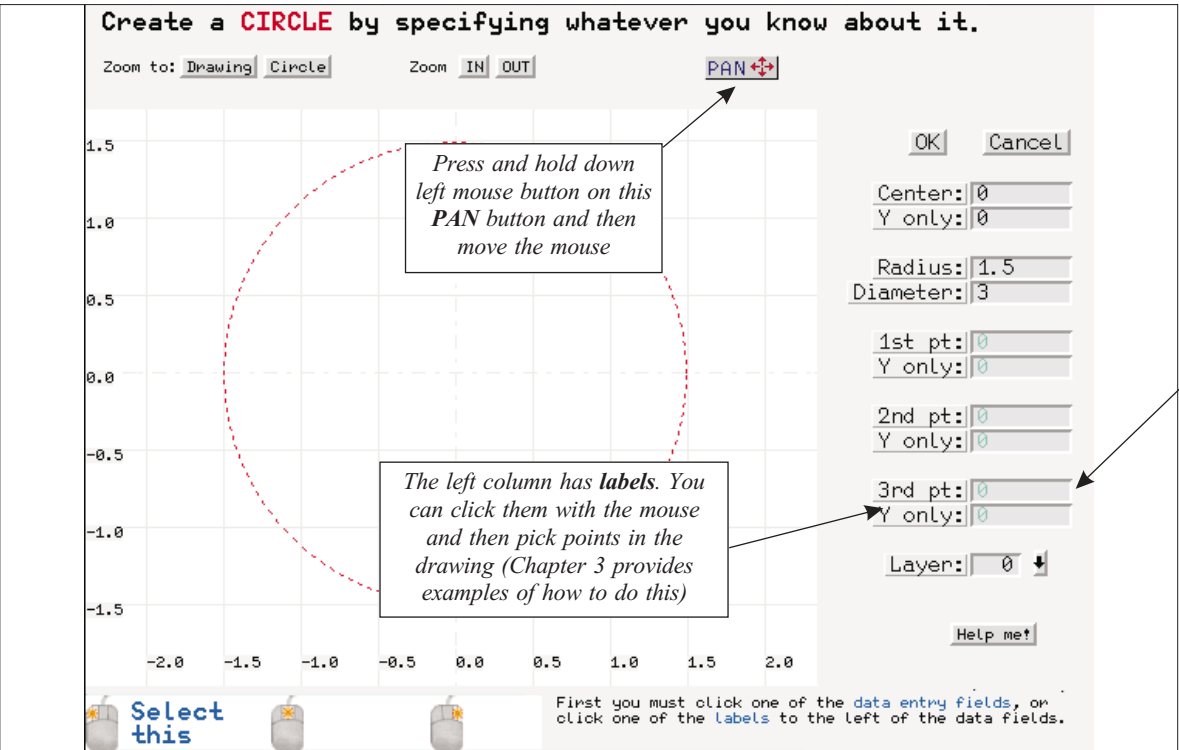 Create a CIRCLE by specifying whatever you know about it.
Zoom to: Drawing Circle Zoom IN OUT PAN
1.5
1.0
0.5
0.0
-0.5
-1.0
-1.5
-2.0 -1.5 -1.0 -0.5 0.0 0.5 1.0 1.5 2.0
Press and hold down
left mouse button on this
PAN button and then
move the mouse
The left column has labels. You
can click them with the mouse
and then pick points in the
drawing (Chapter 3 provides
examples of how to do this)
OK Cancel
Center: 0
Y only: 0
Radius: 1.5
Diameter: 3
1st pt: 0
Y only: 0
2nd pt: 0
Y only: 0
3rd pt: 0
Y only: 0
Layer: 0
Help me!
Select
this
First you must click one of the data entry fields, or
click one of the labels to the left of the data fields.